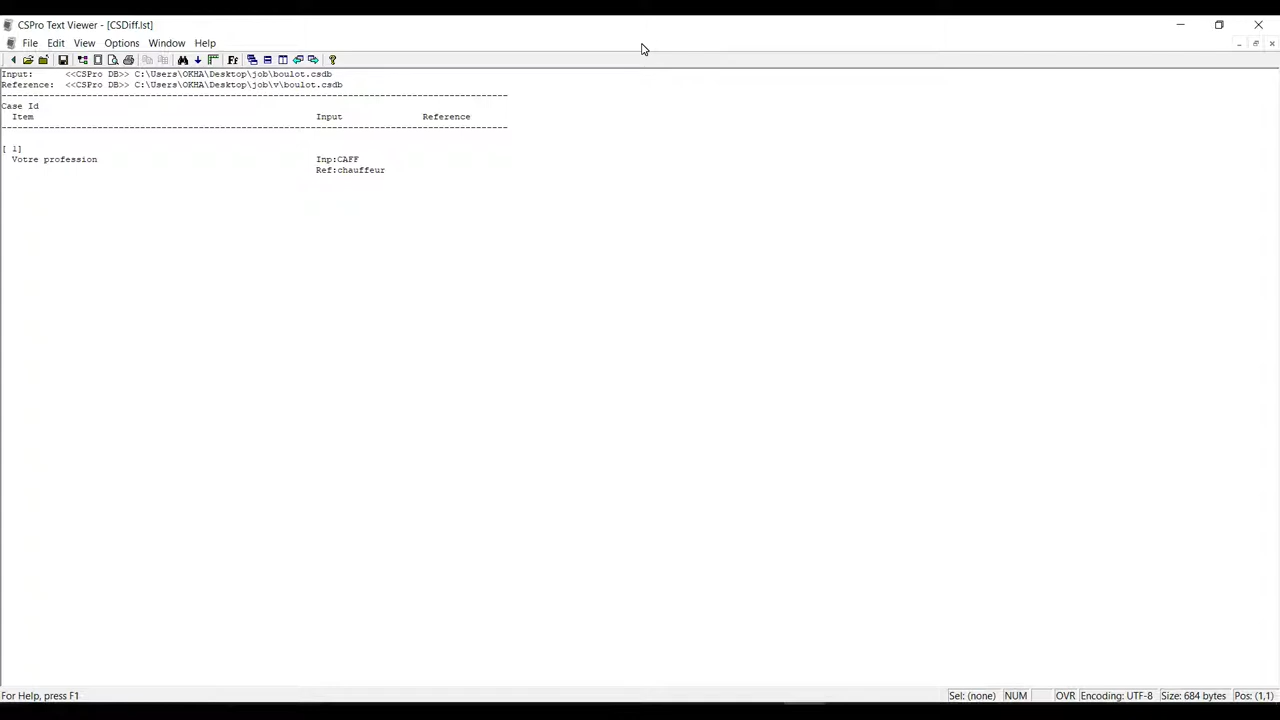 CSPro Text Viewer - [CSDiff.lst]
File Edit View Options Window Help
Input: <<CSPro DB>> C:\Users\OKHA\Desktop\job\boulot.csdb
Reference: <<CSPro DB>> C:\Users\OKHA\Desktop\job\v\boulot.csdb
Case Id
Item Input Reference
[ 1]
Votre profession Inp:CAFF
Ref:chauffeur
For Help, press F1 Sel: (none) NUM OVR Encoding: UTF-8 Size: 684 bytes Pos: (1,1)